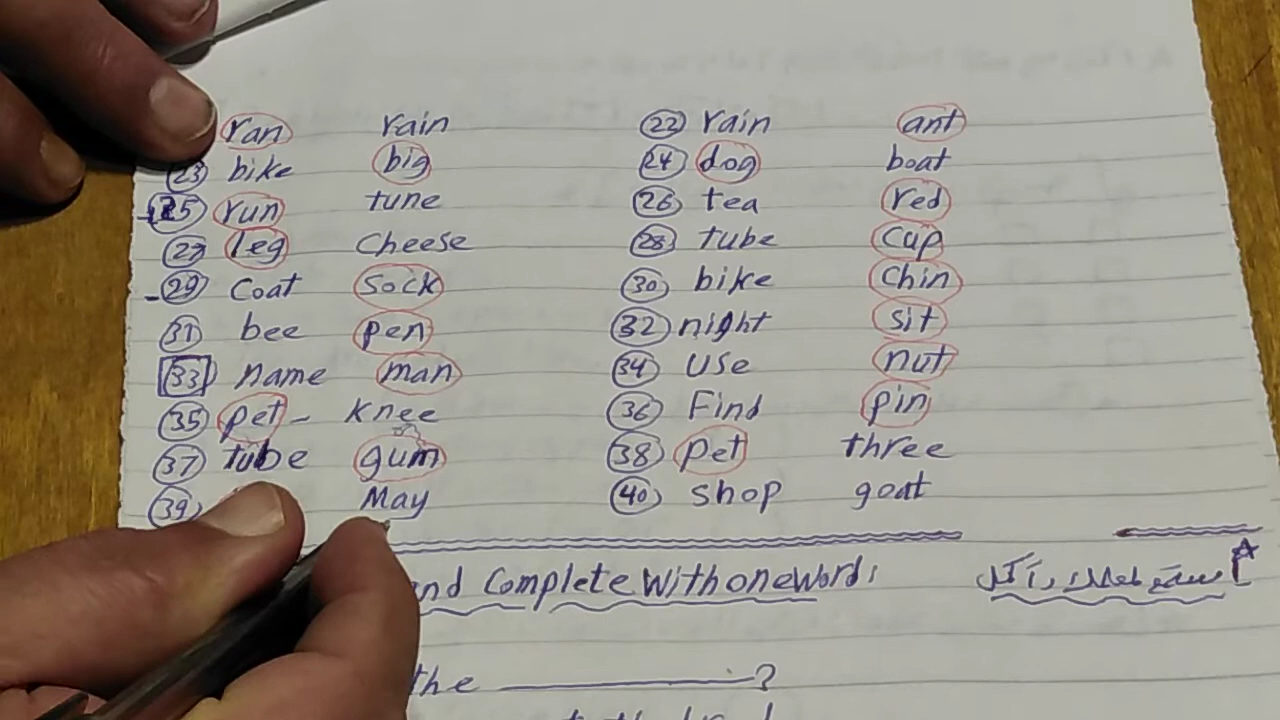 ran rain 22 rain ant
23 bike big 24 dog boat
25 run tune 26 tea red
27 leg cheese 28 tube cup
29 coat sock 30 bike chin
31 bee pen 32 night sit
33 name man 34 use nut
35 pet - knee 36 Find pin
37 tube gum 38 pet three
39 May 40 shop goat
and Complete With one Word:
the ______?